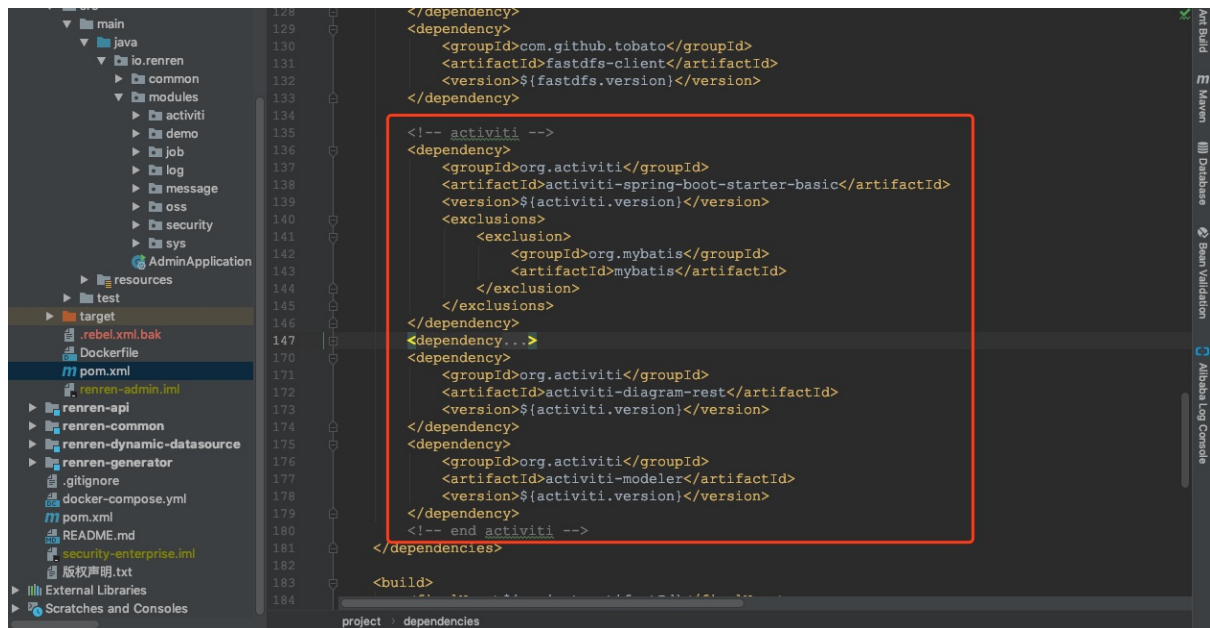 main
java
io.renren
common
modules
activiti
demo
job
log
message
oss
security
sys
AdminApplication
resources
test
target
.rebel.xml.bak
Dockerfile
pom.xml
renren-admin.iml
renren-api
renren-common
renren-dynamic-datasource
renren-generator
.gitignore
docker-compose.yml
pom.xml
README.md
security-enterprise.iml
版权声明.txt
External Libraries
Scratches and Consoles
128 </dependency>
129 <dependency>
130 <groupId>com.github.tobato</groupId>
131 <artifactId>fastdfs-client</artifactId>
132 <version>${fastdfs.version}</version>
133 </dependency>
134
135 <!-- activiti -->
136 <dependency>
137 <groupId>org.activiti</groupId>
138 <artifactId>activiti-spring-boot-starter-basic</artifactId>
139 <version>${activiti.version}</version>
140 <exclusions>
141 <exclusion>
142 <groupId>org.mybatis</groupId>
143 <artifactId>mybatis</artifactId>
144 </exclusion>
145 </exclusions>
146 </dependency>
147 <dependency...>
170 <dependency>
171 <groupId>org.activiti</groupId>
172 <artifactId>activiti-diagram-rest</artifactId>
173 <version>${activiti.version}</version>
174 </dependency>
175 <dependency>
176 <groupId>org.activiti</groupId>
177 <artifactId>activiti-modeler</artifactId>
178 <version>${activiti.version}</version>
179 </dependency>
180 <!-- end activiti -->
181 </dependencies>
182
183 <build>
184
project › dependencies
Ant Build
Maven
Database
Bean Validation
Alibaba Log Console